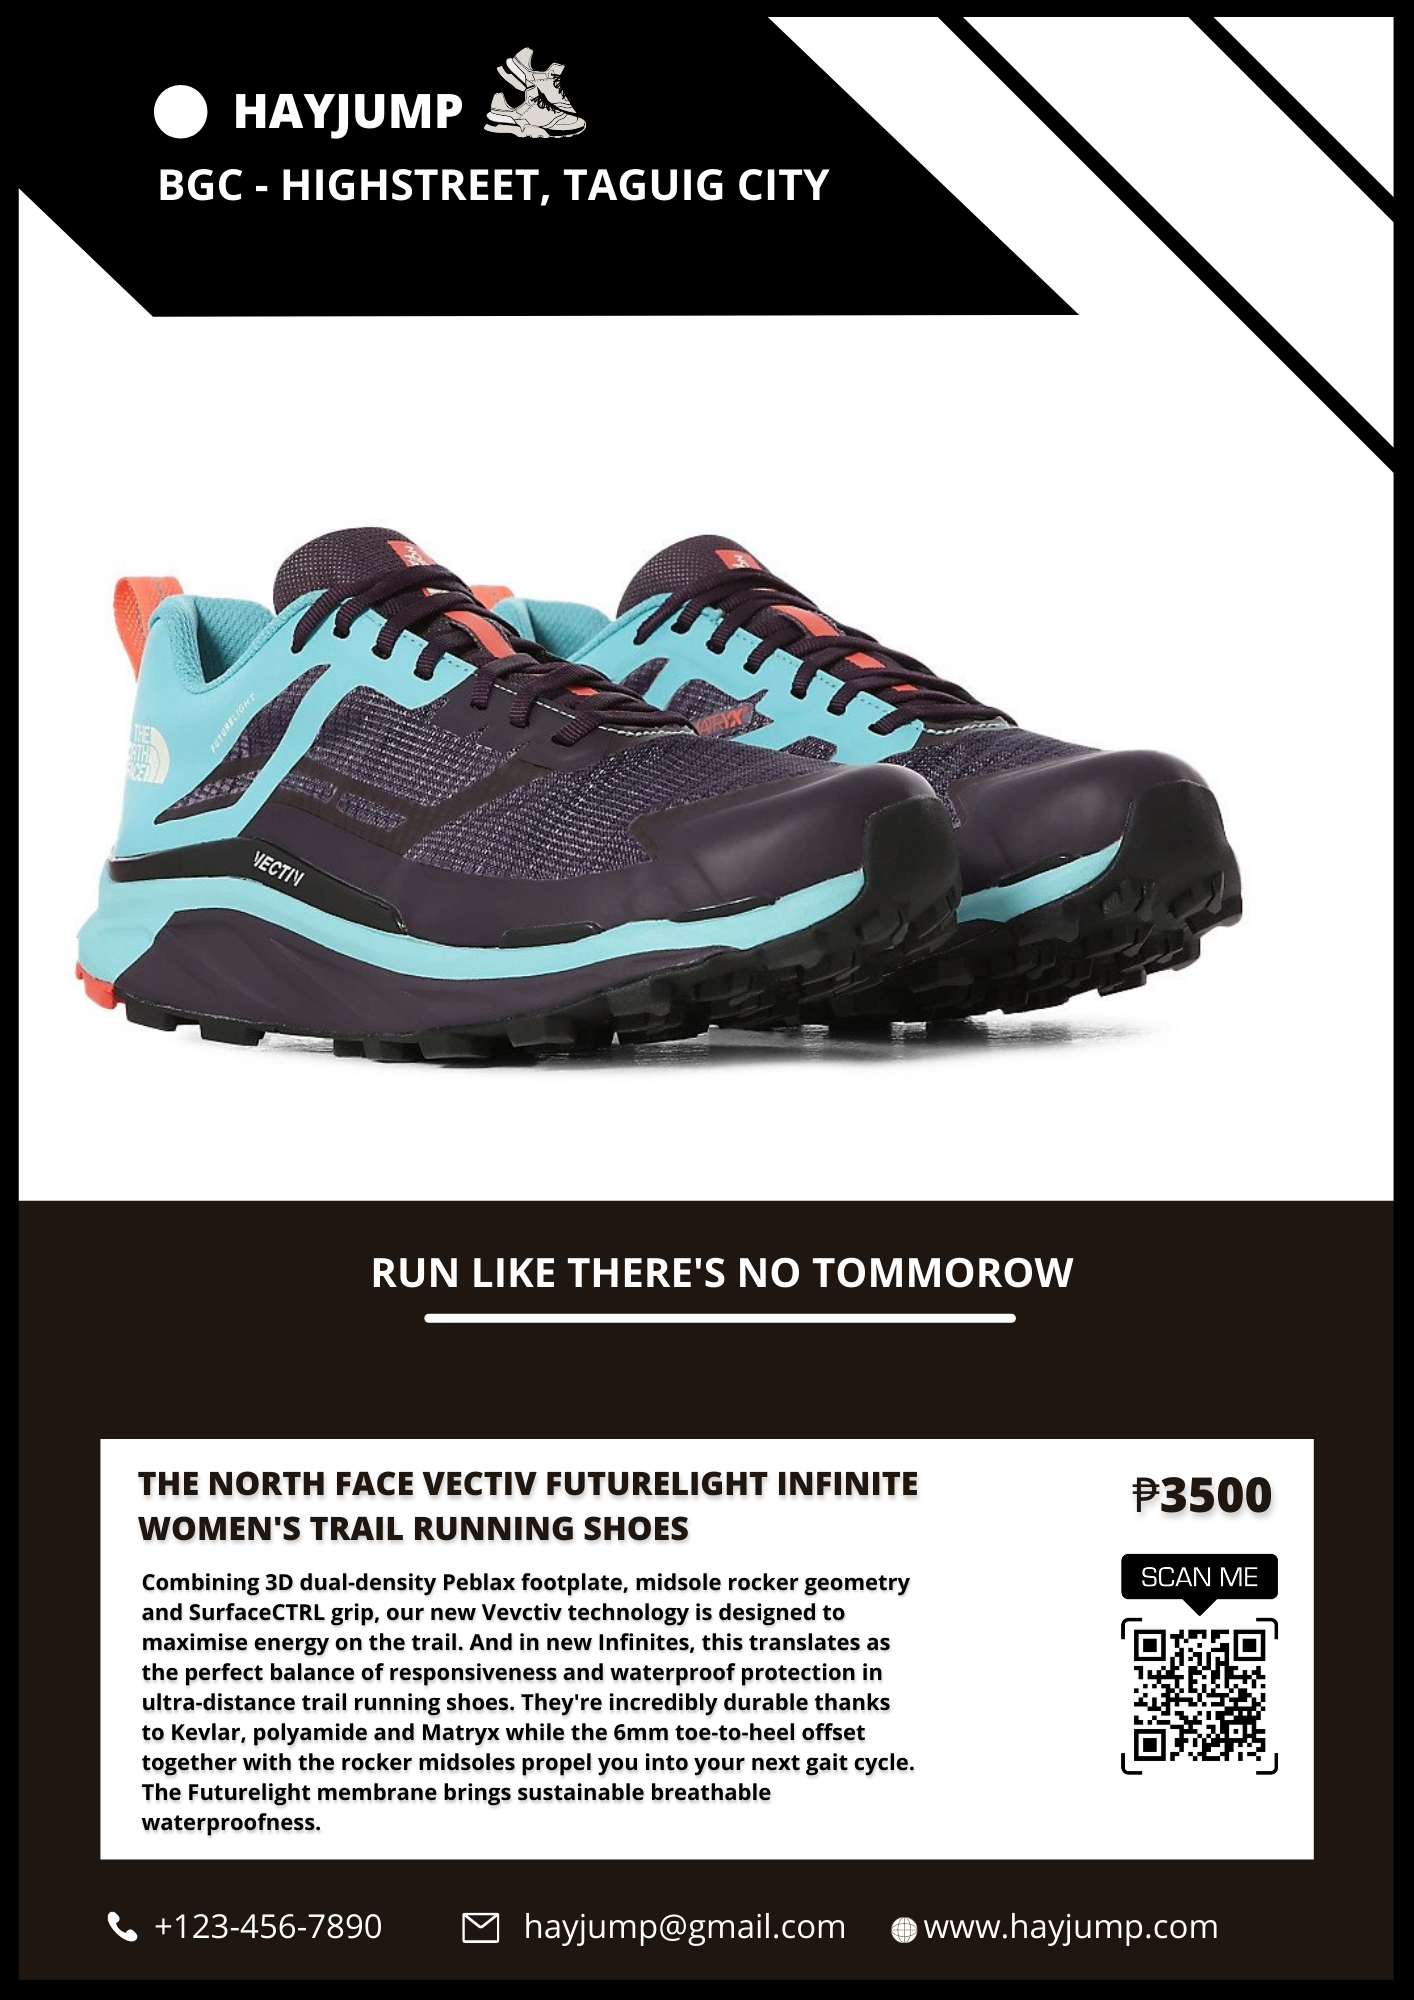 HAYJUMP
BGC - HIGHSTREET, TAGUIG CITY
FUTURELIGHT
THE
NORTH
FACE
VECTIV
RUN LIKE THERE'S NO TOMMOROW
THE NORTH FACE VECTIV FUTURELIGHT INFINITE
WOMEN'S TRAIL RUNNING SHOES
₱3500
Combining 3D dual-density Peblax footplate, midsole rocker geometry
and SurfaceCTRL grip, our new Vevctiv technology is designed to
maximise energy on the trail. And in new Infinites, this translates as
the perfect balance of responsiveness and waterproof protection in
ultra-distance trail running shoes. They're incredibly durable thanks
to Kevlar, polyamide and Matryx while the 6mm toe-to-heel offset
together with the rocker midsoles propel you into your next gait cycle.
The Futurelight membrane brings sustainable breathable
waterproofness.
SCAN ME
+123-456-7890
hayjump@gmail.com
www.hayjump.com